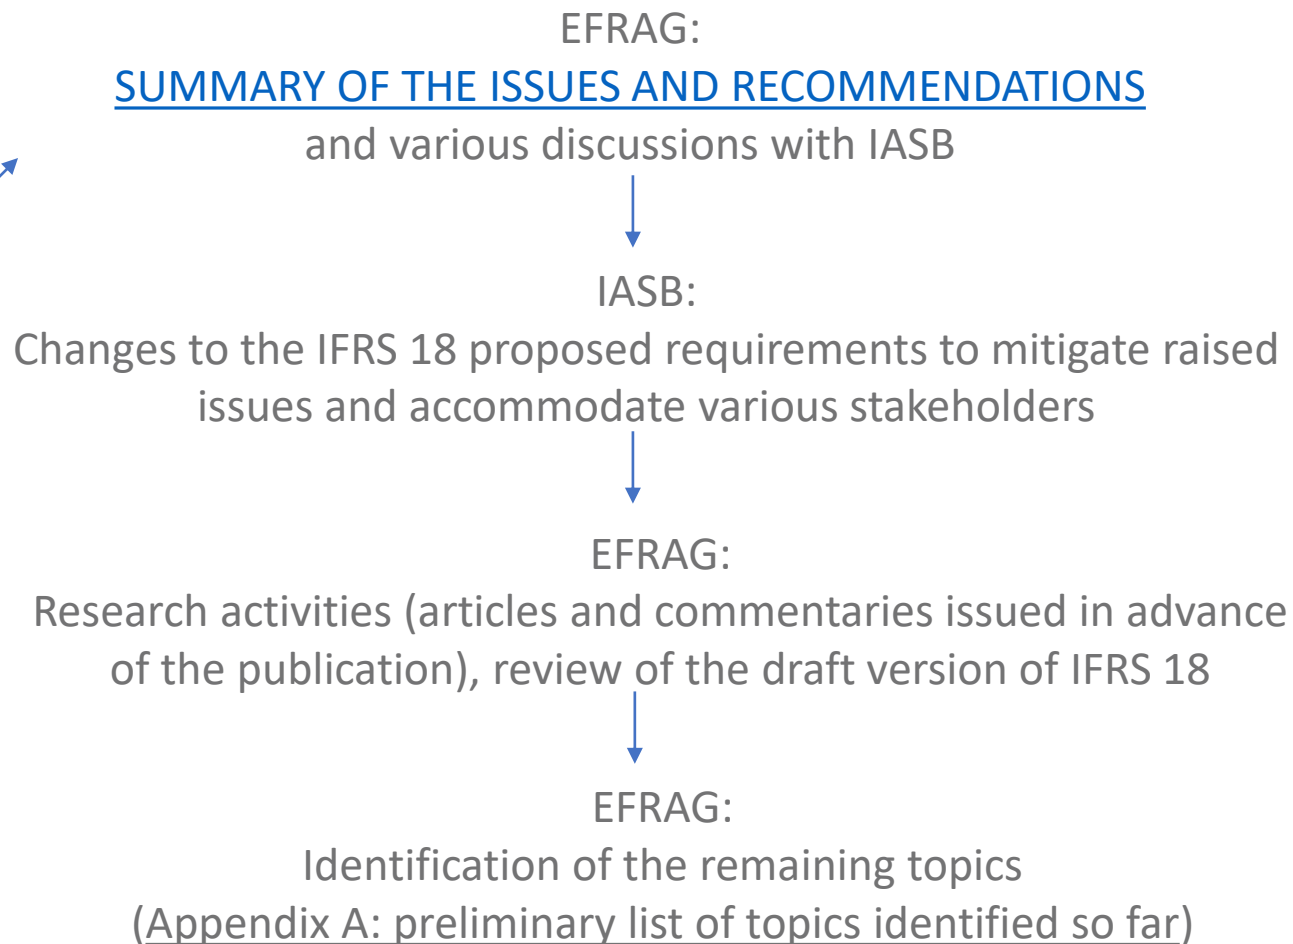 EFRAG:
SUMMARY OF THE ISSUES AND RECOMMENDATIONS
and various discussions with IASB
IASB:
Changes to the IFRS 18 proposed requirements to mitigate raised
issues and accommodate various stakeholders
EFRAG:
Research activities (articles and commentaries issued in advance
of the publication), review of the draft version of IFRS 18
EFRAG:
Identification of the remaining topics
(Appendix A: preliminary list of topics identified so far)